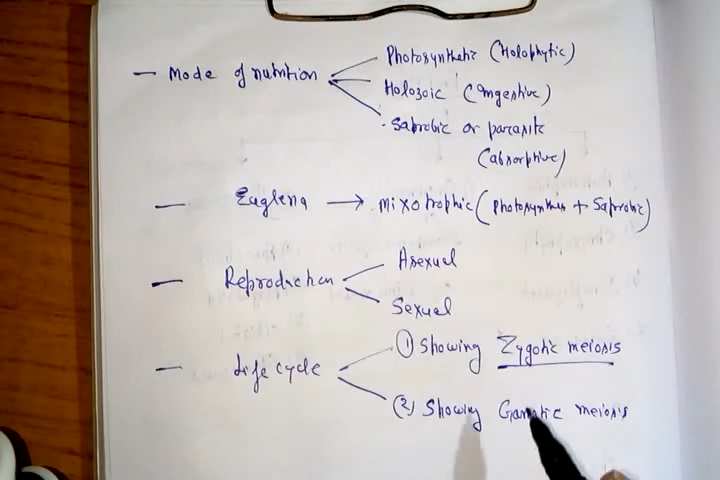 — Mode of nutrition
Photosynthetic (Holophytic)
Holozoic (Ingestive)
Saprobic or parasite
(absorptive)
— Euglena → Mixotrophic (Photosynthesis + Saprobic)
— Reproduction
Asexual
Sexual
— Life cycle
(1) Showing Zygotic meiosis
(2) Showing Gametic meiosis